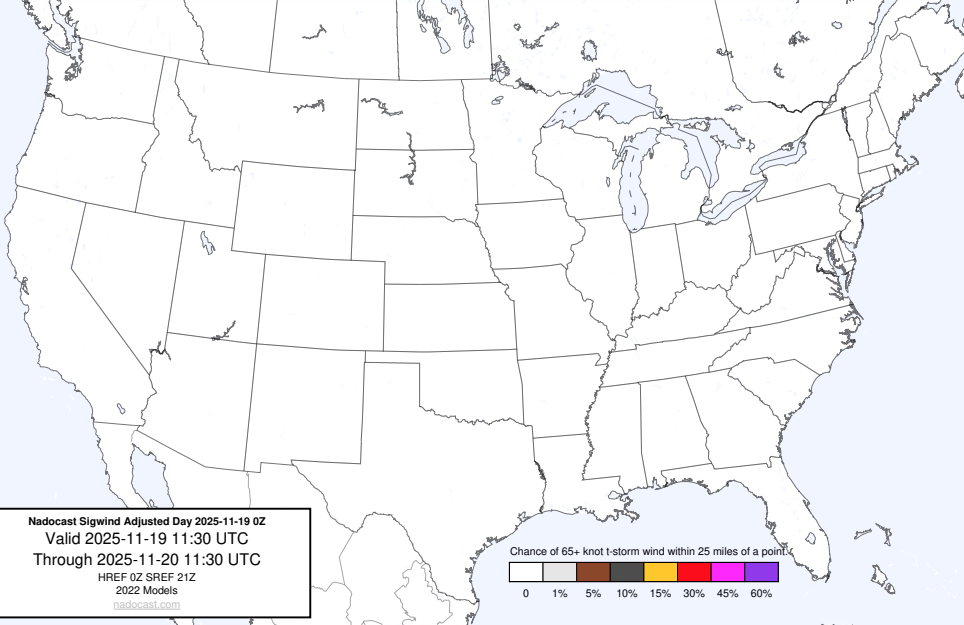 Nadocast Sigwind Adjusted Day 2025-11-19 0Z
Valid 2025-11-19 11:30 UTC
Through 2025-11-20 11:30 UTC
HREF 0Z SREF 21Z
2022 Models
nadocast.com
Chance of 65+ knot t-storm wind within 25 miles of a point.
0 1% 5% 10% 15% 30% 45% 60%